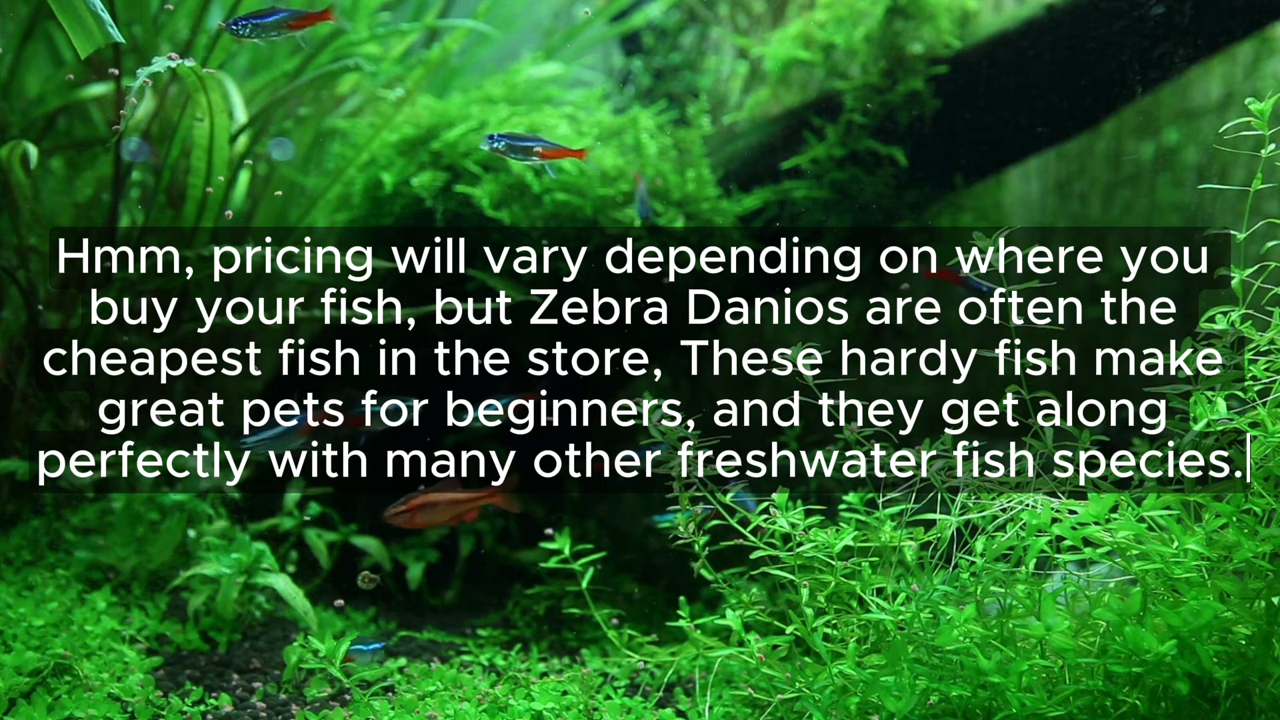 Hmm, pricing will vary depending on where you
buy your fish, but Zebra Danios are often the
cheapest fish in the store, These hardy fish make
great pets for beginners, and they get along
perfectly with many other freshwater fish species.